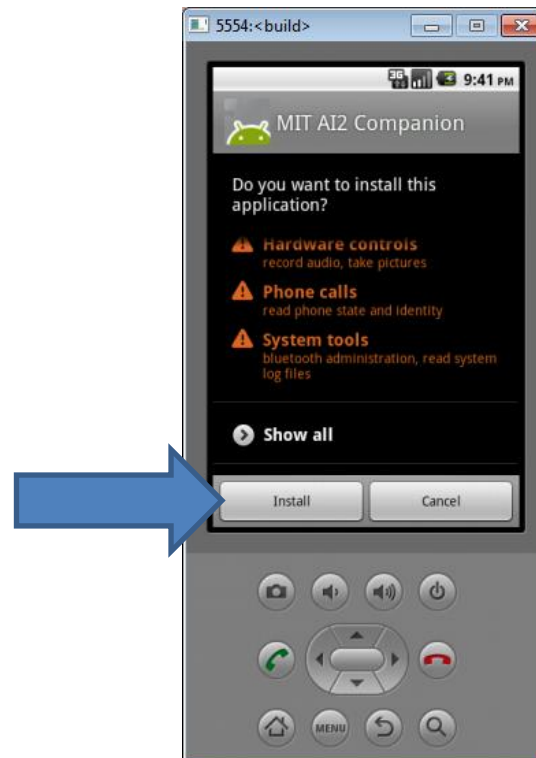 5554:<build>
3G
9:41 PM
MIT AI2 Companion
Do you want to install this
application?
Hardware controls
record audio, take pictures
Phone calls
read phone state and identity
System tools
bluetooth administration, read system
log files
Show all
Install
Cancel
MENU